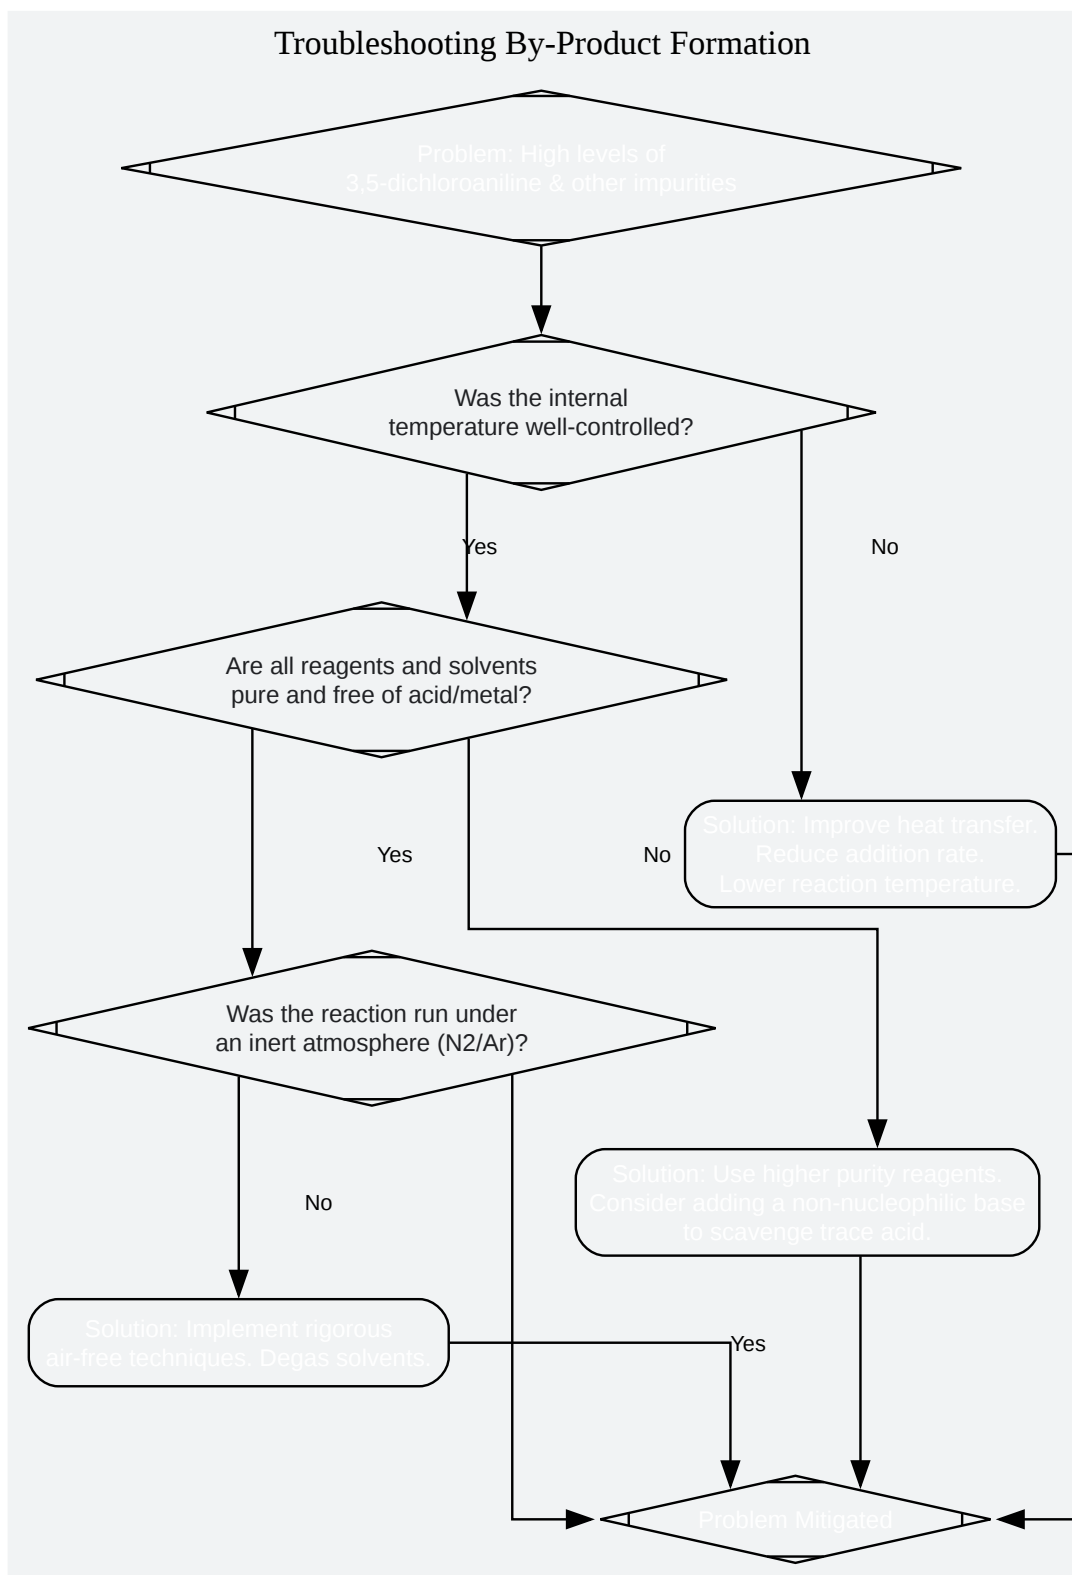 Troubleshooting By-Product Formation
Problem: High levels of
3,5-dichloroaniline & other impurities
Was the internal
temperature well-controlled?
Yes
No
Are all reagents and solvents
pure and free of acid/metal?
Yes
No
Solution: Improve heat transfer.
Reduce addition rate.
Lower reaction temperature.
Was the reaction run under
an inert atmosphere (N2/Ar)?
No
Solution: Use higher purity reagents.
Consider adding a non-nucleophilic base
to scavenge trace acid.
Solution: Implement rigorous
air-free techniques. Degas solvents.
Yes
Problem Mitigated